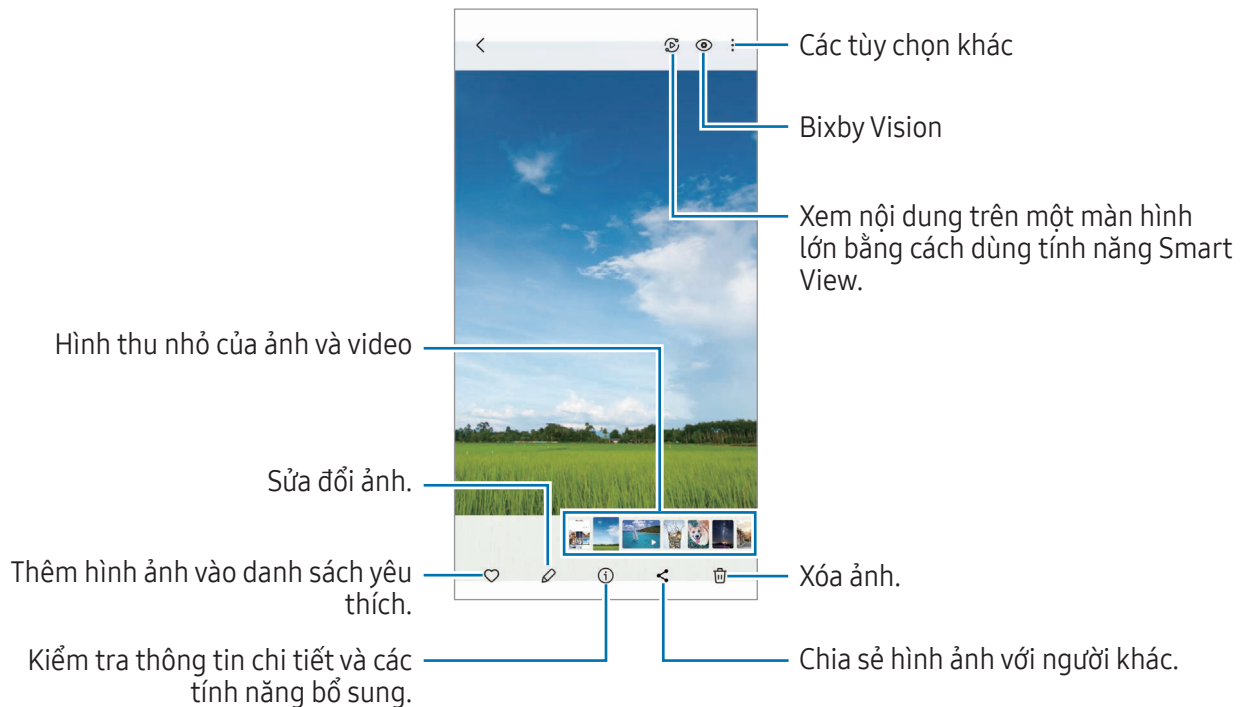 Các tùy chọn khác
Bixby Vision
Xem nội dung trên một màn hình
lớn bằng cách dùng tính năng Smart
View.
Hình thu nhỏ của ảnh và video
Sửa đổi ảnh.
Thêm hình ảnh vào danh sách yêu
thích.
Xóa ảnh.
Kiểm tra thông tin chi tiết và các
tính năng bổ sung.
Chia sẻ hình ảnh với người khác.